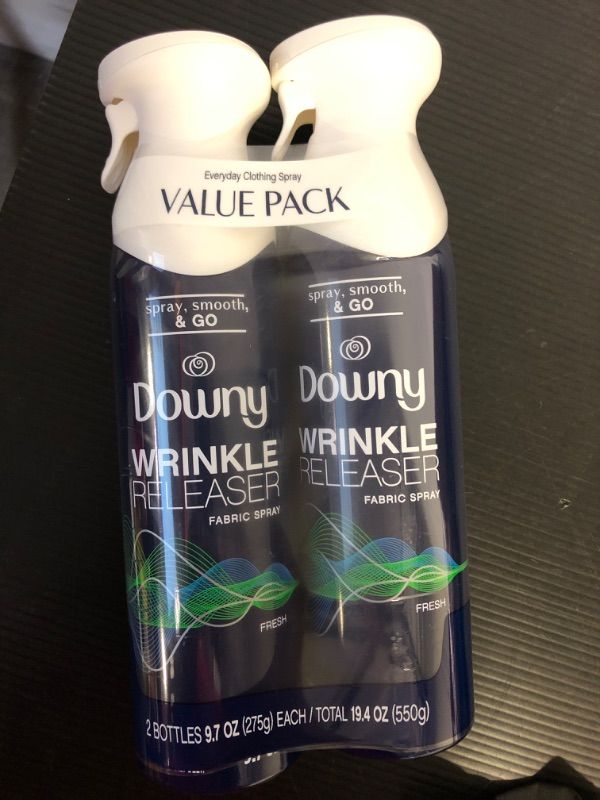 Everyday Clothing Spray
VALUE PACK
spray, smooth,
& GO
Downy
WRINKLE
RELEASER
FABRIC SPRAY
FRESH
spray, smooth,
& GO
Downy
WRINKLE
RELEASER
FABRIC SPRAY
FRESH
2 BOTTLES 9.7 OZ (275g) EACH / TOTAL 19.4 OZ (550g)